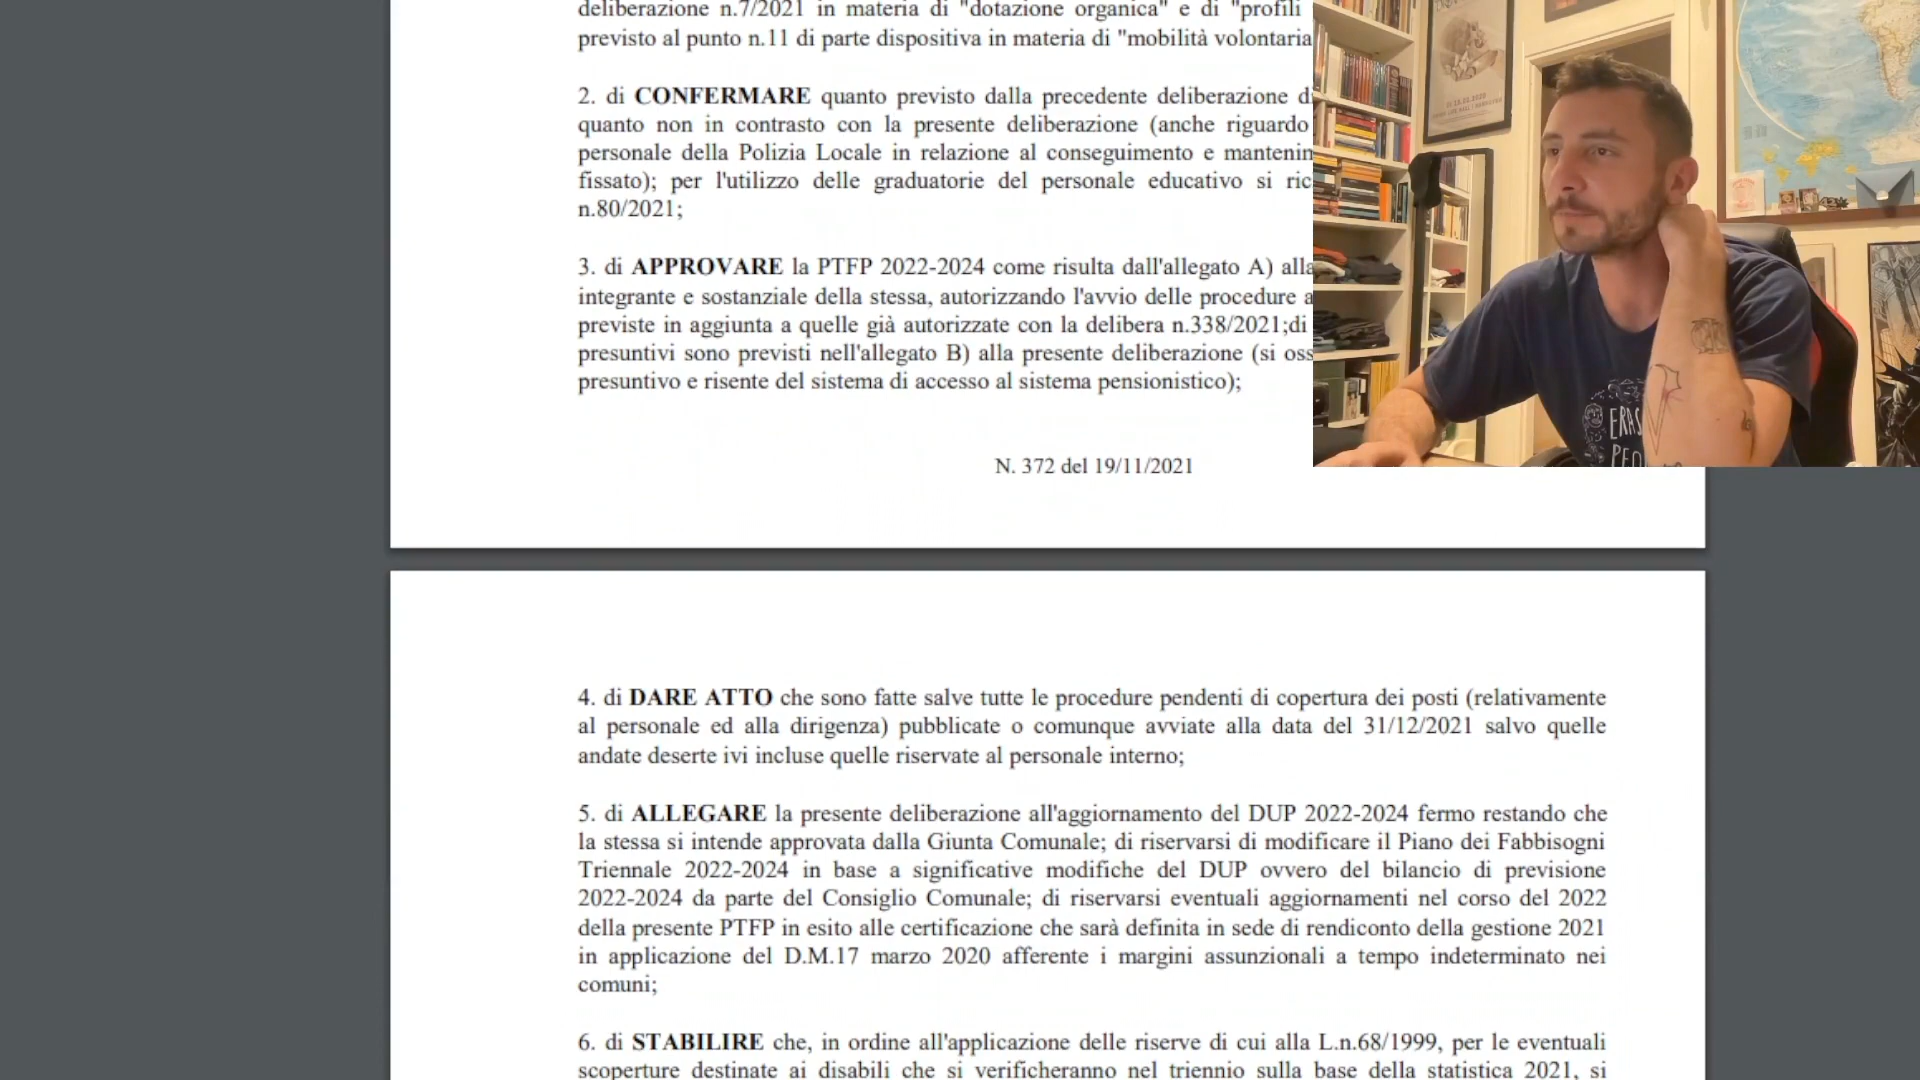 deliberazione n.7/2021 in materia di "dotazione organica" e di "profili
previsto al punto n.11 di parte dispositiva in materia di "mobilità volontaria
2. di CONFERMARE quanto previsto dalla precedente deliberazione di
quanto non in contrasto con la presente deliberazione (anche riguardo
personale della Polizia Locale in relazione al conseguimento e mantenim
fissato); per l'utilizzo delle graduatorie del personale educativo si ric
n.80/2021;
3. di APPROVARE la PTFP 2022-2024 come risulta dall'allegato A) alla
integrante e sostanziale della stessa, autorizzando l'avvio delle procedure a
previste in aggiunta a quelle già autorizzate con la delibera n.338/2021;di
presuntivi sono previsti nell'allegato B) alla presente deliberazione (si oss
presuntivo e risente del sistema di accesso al sistema pensionistico);
N. 372 del 19/11/2021
ERAS
PEO
4. di DARE ATTO che sono fatte salve tutte le procedure pendenti di copertura dei posti (relativamente
al personale ed alla dirigenza) pubblicate o comunque avviate alla data del 31/12/2021 salvo quelle
andate deserte ivi incluse quelle riservate al personale interno;
5. di ALLEGARE la presente deliberazione all'aggiornamento del DUP 2022-2024 fermo restando che
la stessa si intende approvata dalla Giunta Comunale; di riservarsi di modificare il Piano dei Fabbisogni
Triennale 2022-2024 in base a significative modifiche del DUP ovvero del bilancio di previsione
2022-2024 da parte del Consiglio Comunale; di riservarsi eventuali aggiornamenti nel corso del 2022
della presente PTFP in esito alle certificazione che sarà definita in sede di rendiconto della gestione 2021
in applicazione del D.M.17 marzo 2020 afferente i margini assunzionali a tempo indeterminato nei
comuni;
6. di STABILIRE che, in ordine all'applicazione delle riserve di cui alla L.n.68/1999, per le eventuali
scoperture destinate ai disabili che si verificheranno nel triennio sulla base della statistica 2021, si